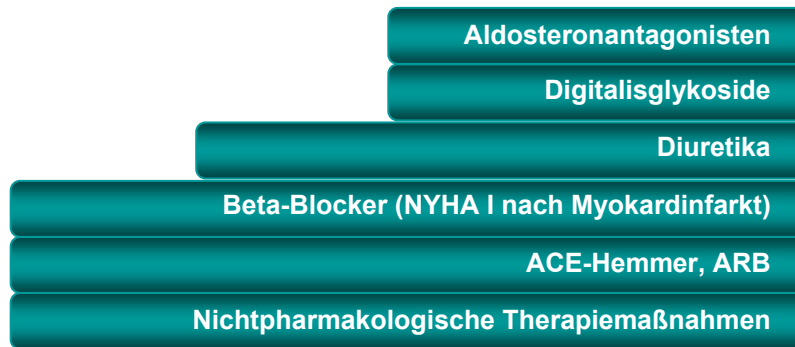 Aldosteronantagonisten
Digitalisglykoside
Diuretika
Beta-Blocker (NYHA I nach Myokardinfarkt)
ACE-Hemmer, ARB
Nichtpharmakologische Therapiemaßnahmen